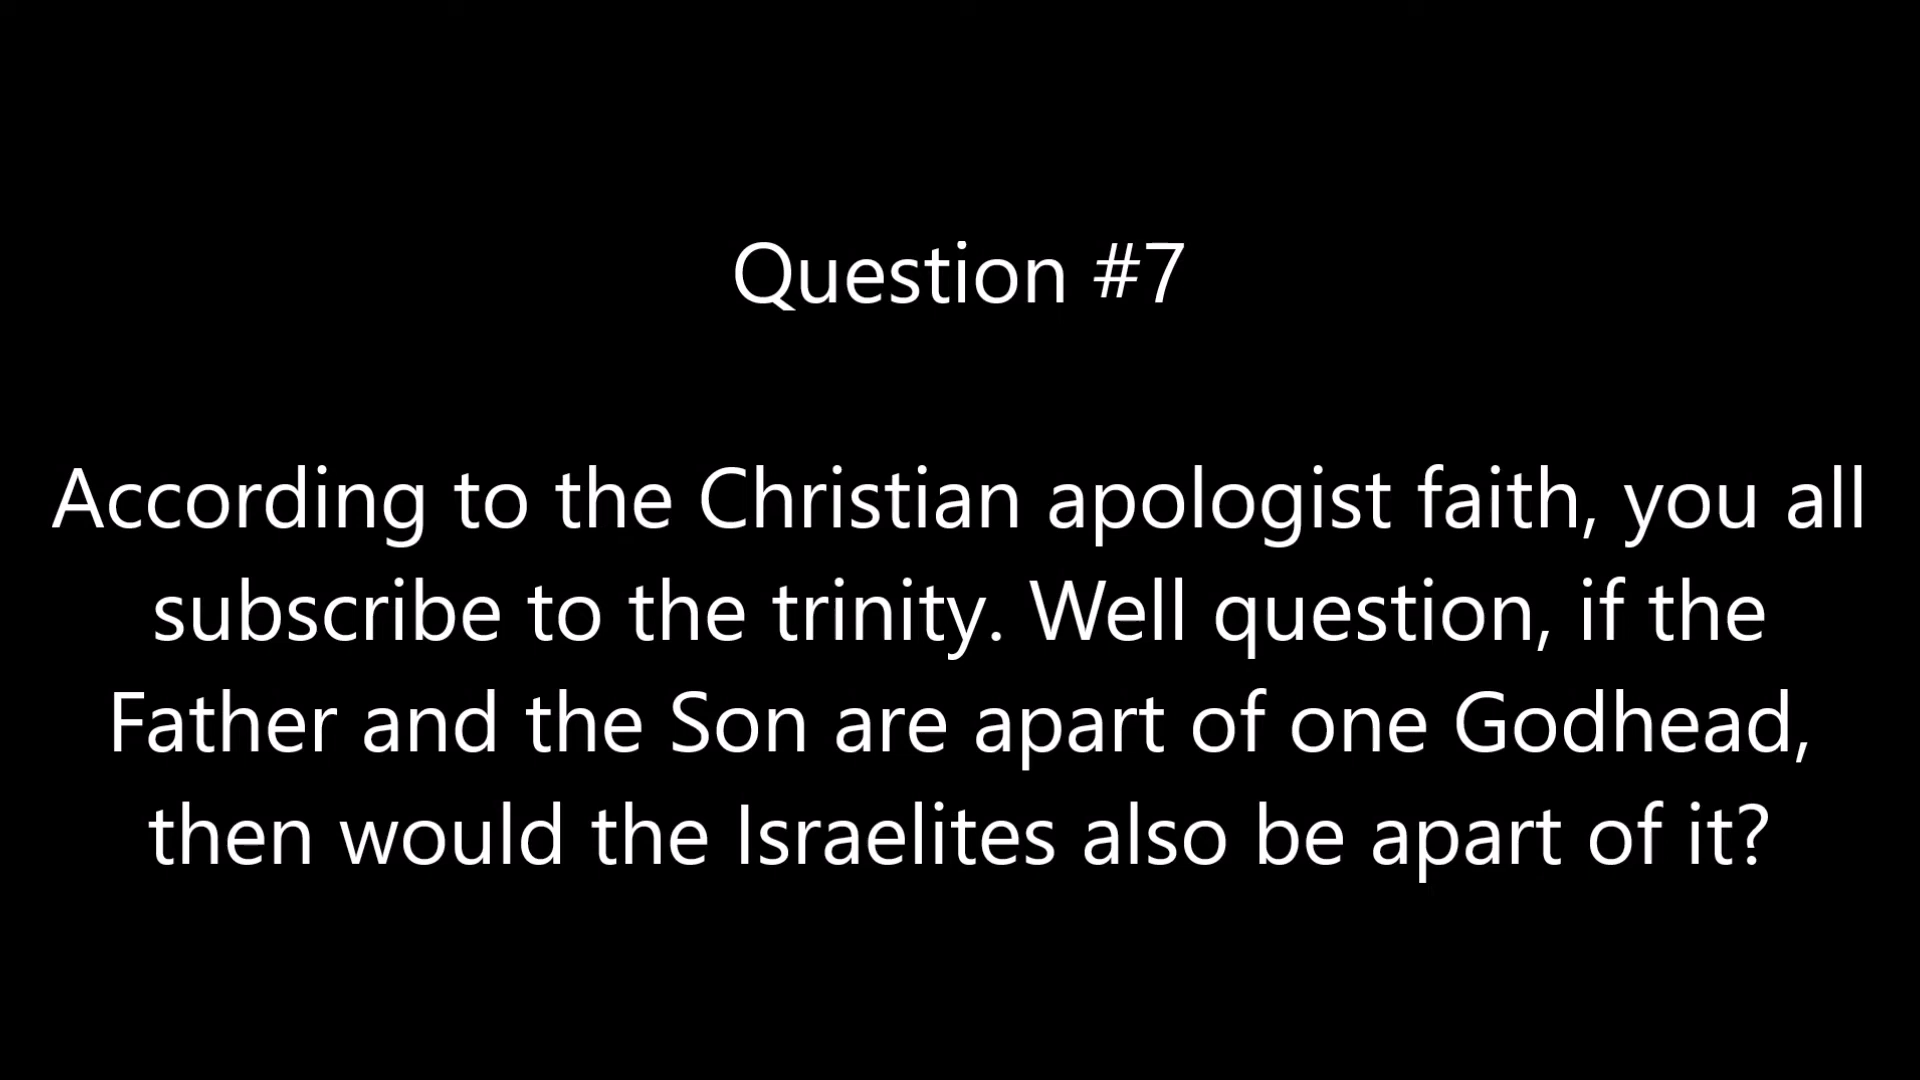 Question #7
According to the Christian apologist faith, you all
subscribe to the trinity. Well question, if the
Father and the Son are apart of one Godhead,
then would the Israelites also be apart of it?